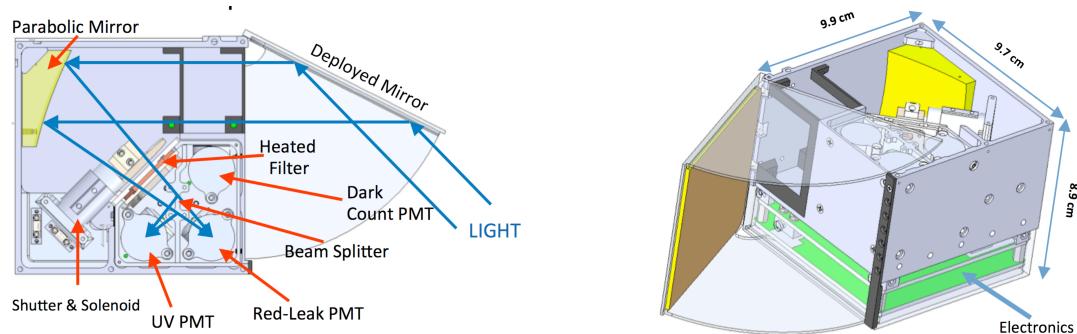 Parabolic Mirror
Deployed Mirror
Heated
Filter
Dark
Count PMT
LIGHT
Beam Splitter
Shutter & Solenoid
UV PMT
Red-Leak PMT
9.9 cm
9.7 cm
8.9 cm
Electronics